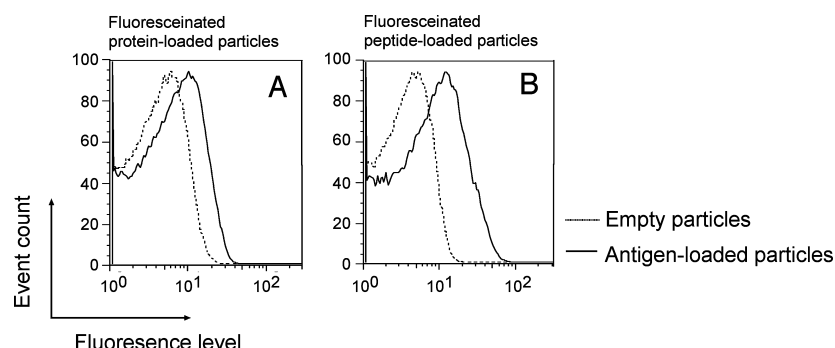 Fluoresceinated
protein-loaded particles
Fluoresceinated
peptide-loaded particles
100
80
60
40
20
0
A
10⁰
10¹
10²
100
80
60
40
20
0
B
10⁰
10¹
10²
Empty particles
Antigen-loaded particles
Event count
Fluoresence level